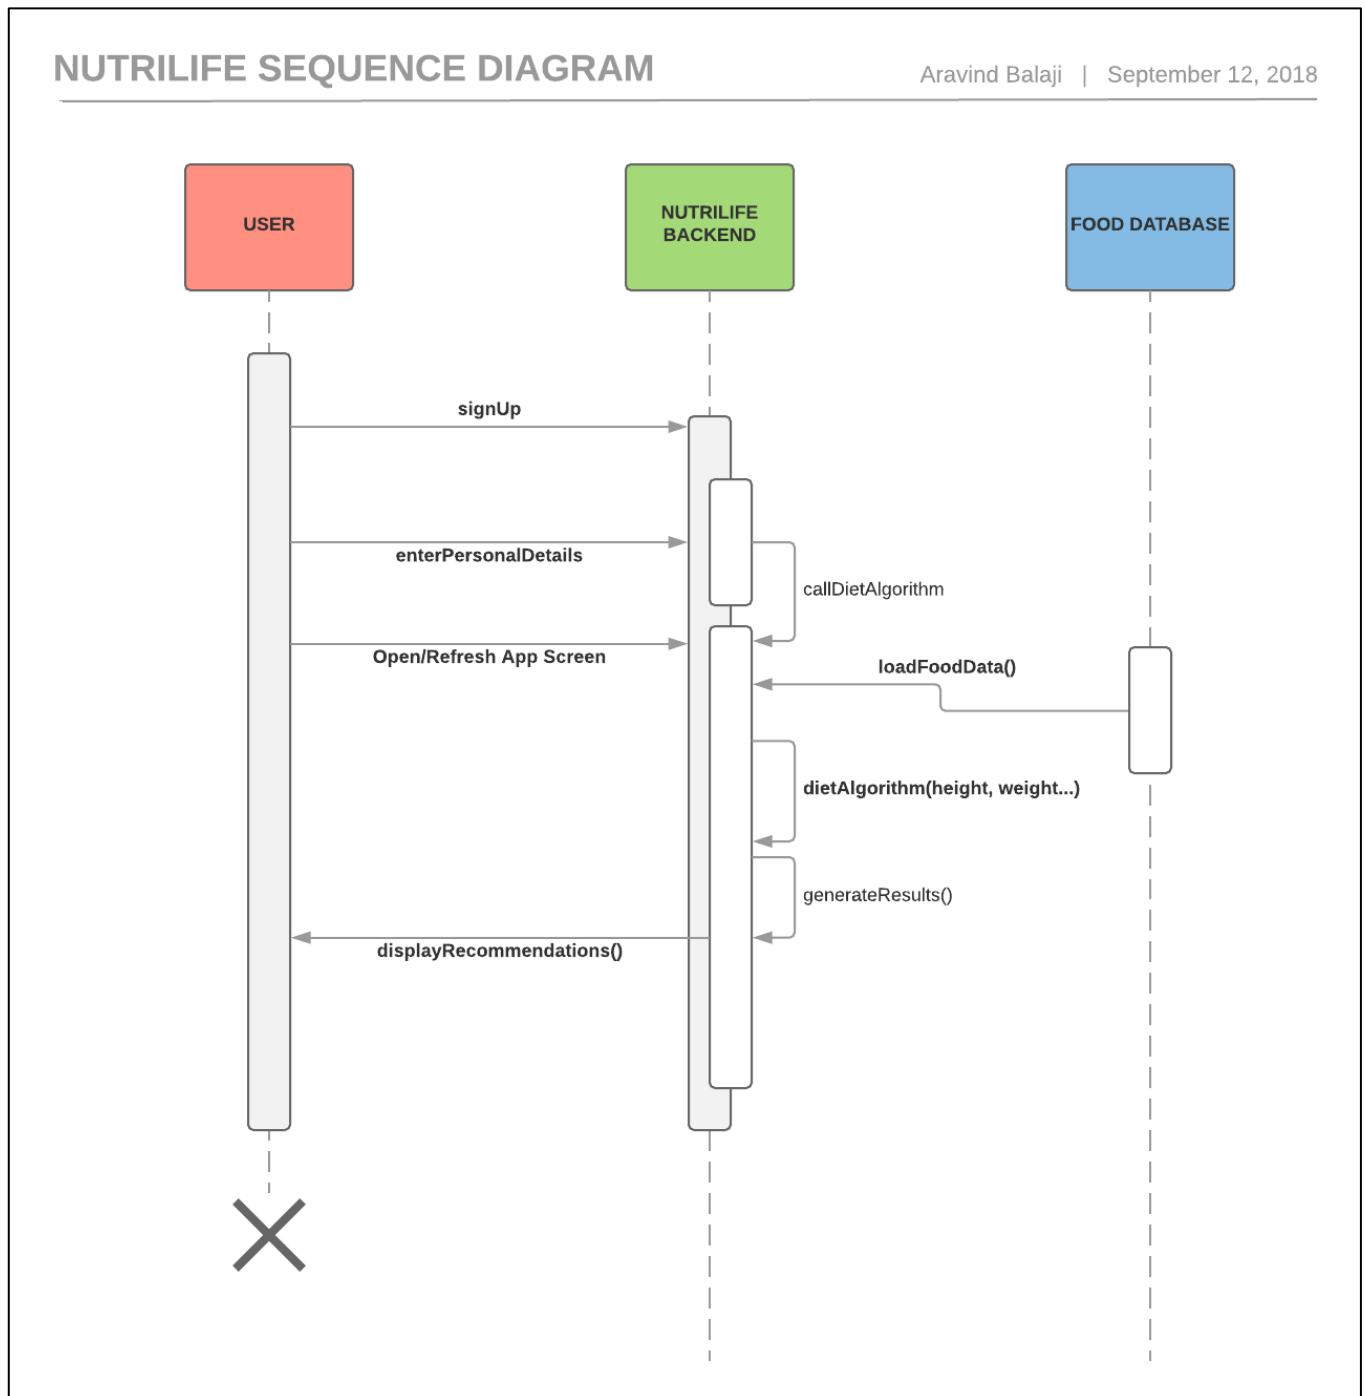 NUTRILIFE SEQUENCE DIAGRAM
Aravind Balaji | September 12, 2018
USER
NUTRILIFE
BACKEND
FOOD DATABASE
signUp
enterPersonalDetails
callDietAlgorithm
Open/Refresh App Screen
loadFoodData()
dietAlgorithm(height, weight...)
generateResults()
displayRecommendations()